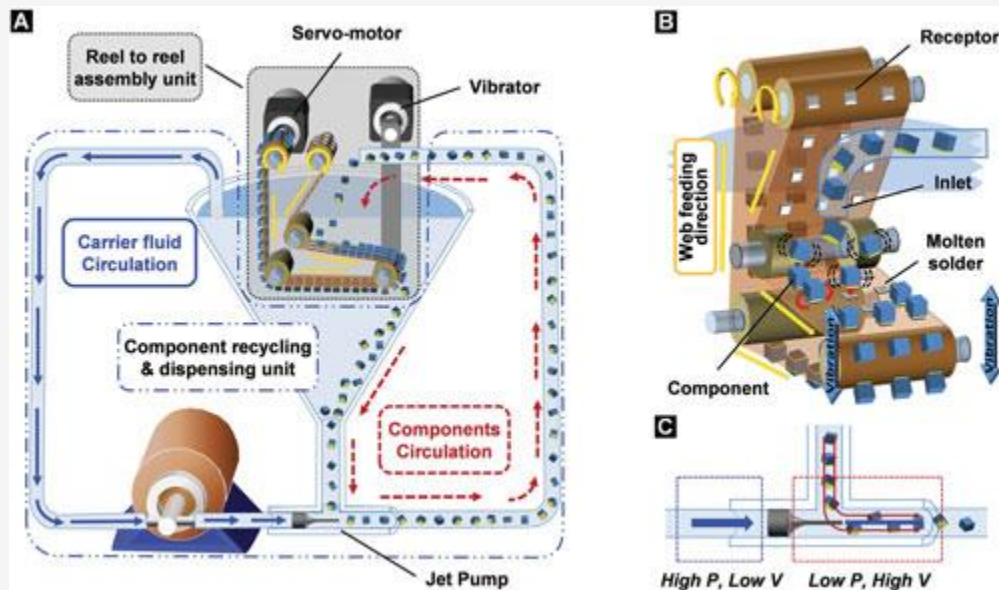 A
Servo-motor
Reel to reel
assembly unit
Vibrator
Carrier fluid
Circulation
Component recycling
& dispensing unit
Components
Circulation
Jet Pump
B
Receptor
Web feeding
direction
Inlet
Molten
solder
Vibration
Vibration
Component
C
High P, Low V
Low P, High V